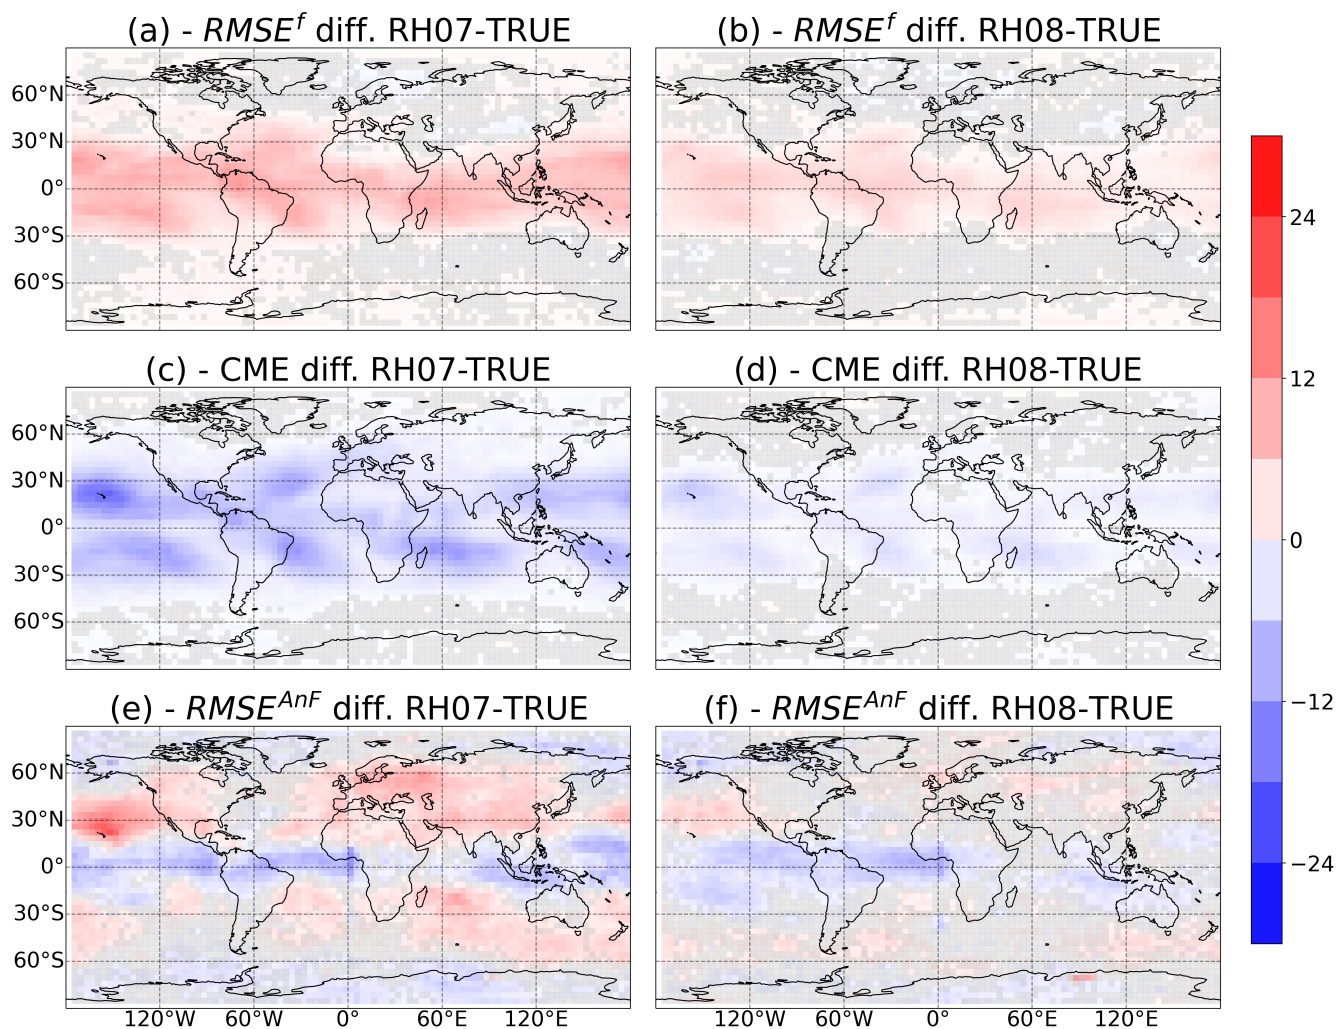 (a) - RMSE^f diff. RH07-TRUE
(b) - RMSE^f diff. RH08-TRUE
60°N
30°N
0°
30°S
60°S
(c) - CME diff. RH07-TRUE
(d) - CME diff. RH08-TRUE
60°N
30°N
0°
30°S
60°S
(e) - RMSE^AnF diff. RH07-TRUE
(f) - RMSE^AnF diff. RH08-TRUE
60°N
30°N
0°
30°S
60°S
120°W 60°W 0° 60°E 120°E
120°W 60°W 0° 60°E 120°E
24
12
0
−12
−24